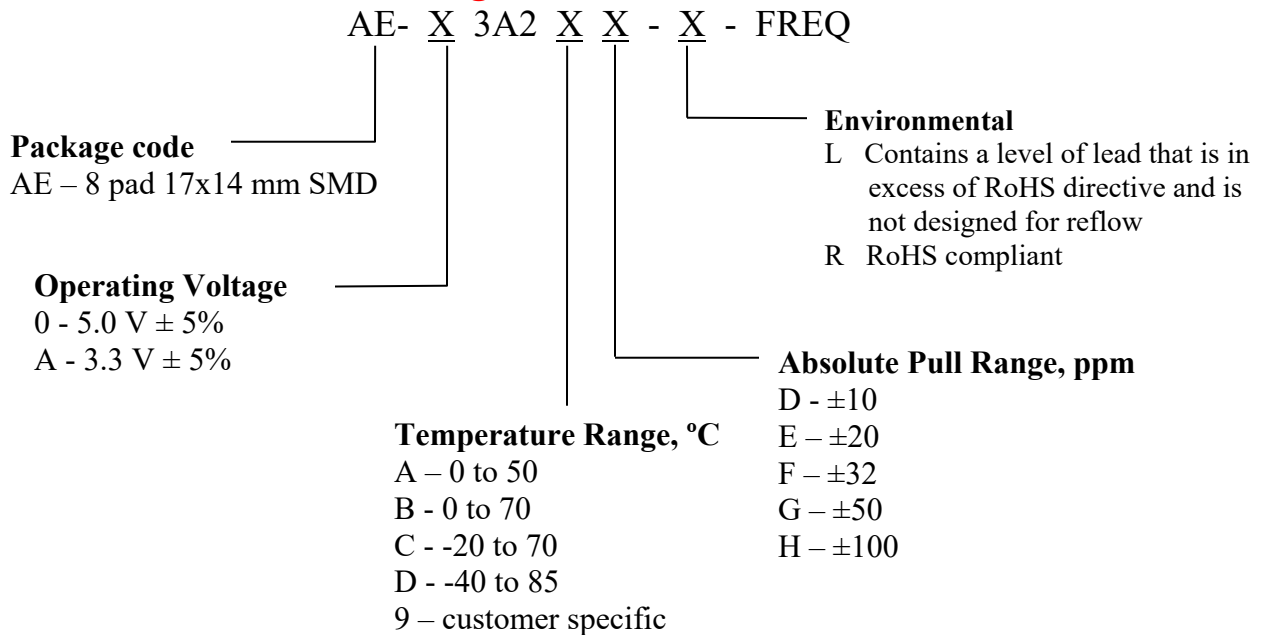 AE- X 3A2 X X - X - FREQ
Package code
AE – 8 pad 17x14 mm SMD
Operating Voltage
0 - 5.0 V ± 5%
A - 3.3 V ± 5%
Temperature Range, ºC
A – 0 to 50
B - 0 to 70
C - -20 to 70
D - -40 to 85
9 – customer specific
Environmental
L Contains a level of lead that is in
excess of RoHS directive and is
not designed for reflow
R RoHS compliant
Absolute Pull Range, ppm
D - ±10
E – ±20
F – ±32
G – ±50
H – ±100